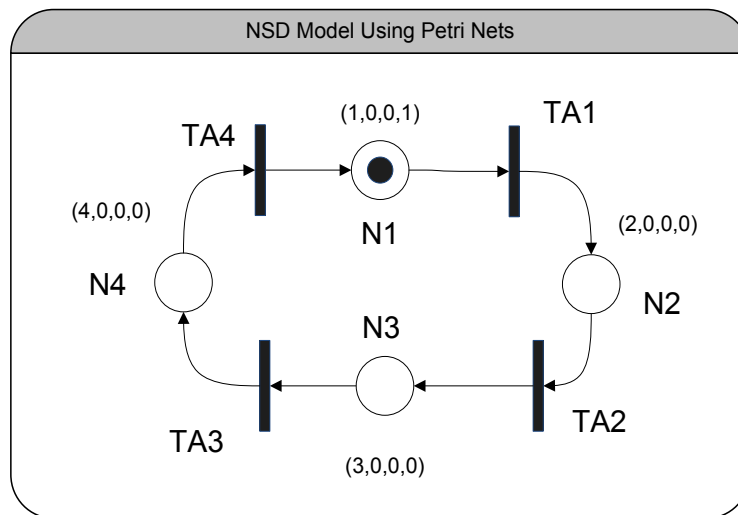 NSD Model Using Petri Nets
(1,0,0,1)
TA1
TA4
(4,0,0,0)
N1
(2,0,0,0)
N4
N3
N2
TA3
TA2
(3,0,0,0)